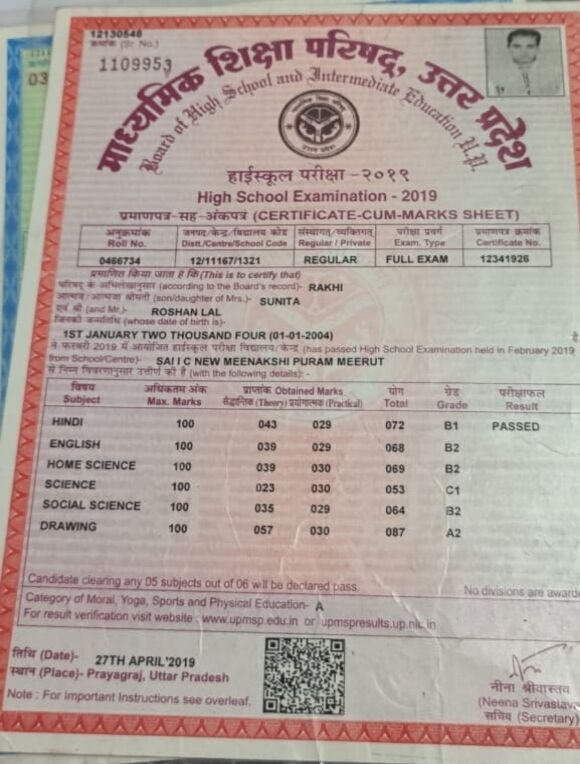 12130548
क्रमांक (Sr. No.)
1109953
माध्यमिक शिक्षा परिषद्, उत्तर प्रदेश
Board of High School and Intermediate Education U.P.
हाईस्कूल परीक्षा -२०१९
High School Examination - 2019
प्रमाणपत्र-सह-अंकपत्र (CERTIFICATE-CUM-MARKS SHEET)
अनुक्रमांक जनपद/केन्द्र/विद्यालय कोड संस्थागत/व्यक्तिगत परीक्षा प्रवर्ग प्रमाणपत्र क्रमांक
Roll No. Distt./Centre/School Code Regular / Private Exam. Type Certificate No.
0466734 12/11167/1321 REGULAR FULL EXAM 12341926
प्रमाणित किया जाता है कि (This is to certify that)
परिषद् के अभिलेखानुसार (according to the Board's record)- RAKHI
आत्मज/आत्मजा श्रीमती (son/daughter of Mrs.)- SUNITA
एवं श्री (and Mr.)- ROSHAN LAL
जिनकी जन्मतिथि (whose date of birth is)-
1ST JANUARY TWO THOUSAND FOUR (01-01-2004) है
ने फरवरी 2019 में आयोजित हाईस्कूल परीक्षा विद्यालय/केन्द्र (has passed High School Examination held in February 2019
from School/Centre)- SAI I C NEW MEENAKSHI PURAM MEERUT
से निम्न विवरणानुसार उत्तीर्ण की है (with the following details): -
विषय अधिकतम अंक प्राप्तांक Obtained Marks योग ग्रेड परीक्षाफल
Subject Max. Marks सैद्धान्तिक (Theory) प्रयोगात्मक (Practical) Total Grade Result
HINDI 100 043 029 072 B1 PASSED
ENGLISH 100 039 029 068 B2
HOME SCIENCE 100 039 030 069 B2
SCIENCE 100 023 030 053 C1
SOCIAL SCIENCE 100 035 029 064 B2
DRAWING 100 057 030 087 A2
Candidate clearing any 05 subjects out of 06 will be declared pass. No divisions are awarde
Category of Moral, Yoga, Sports and Physical Education- A
For result verification visit website : www.upmsp.edu.in or upmspresults.up.nic.in
तिथि (Date)- 27TH APRIL'2019
स्थान (Place)- Prayagraj, Uttar Pradesh
Note : For Important Instructions see overleaf.
नीना श्रीवास्तव
(Neena Srivastava
सचिव (Secretary)